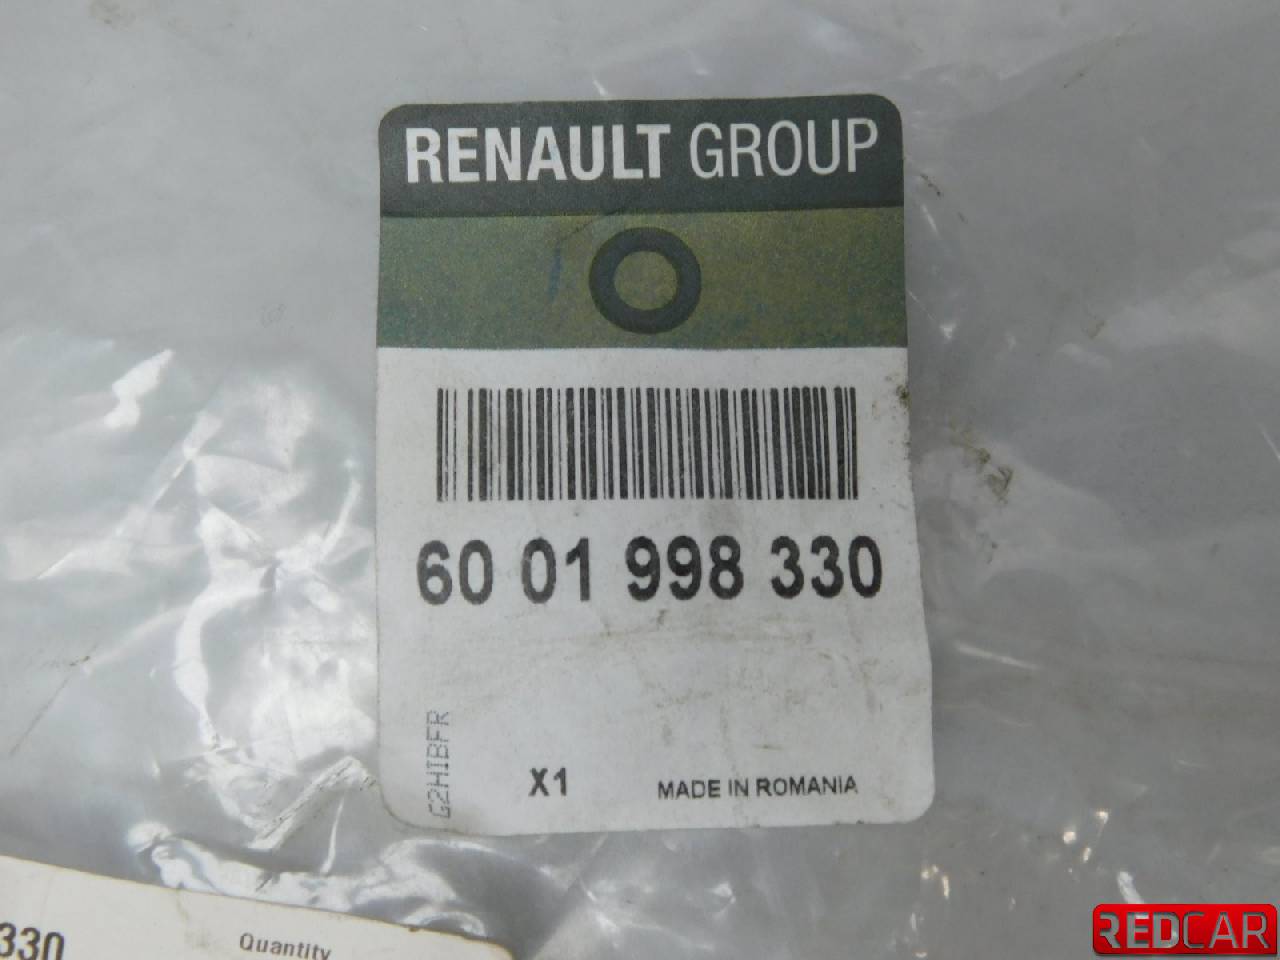 RENAULT GROUP
60 01 998 330
G2HIBFR
X1 MADE IN ROMANIA
330 Quantity
REDCAR